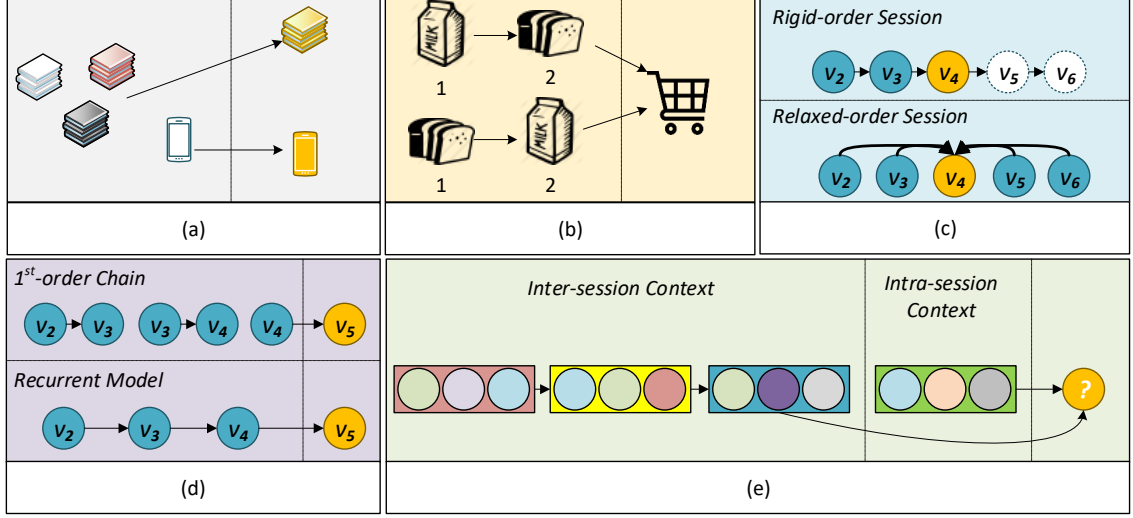 (a)
MILK
1
2
MILK
1
2
(b)
Rigid-order Session
V2 V3 V4 V5 V6
Relaxed-order Session
V2 V3 V4 V5 V6
(c)
1st-order Chain
V2 V3 V3 V4 V4 V5
Recurrent Model
V2 V3 V4 V5
(d)
Inter-session Context
Intra-session
Context
?
(e)